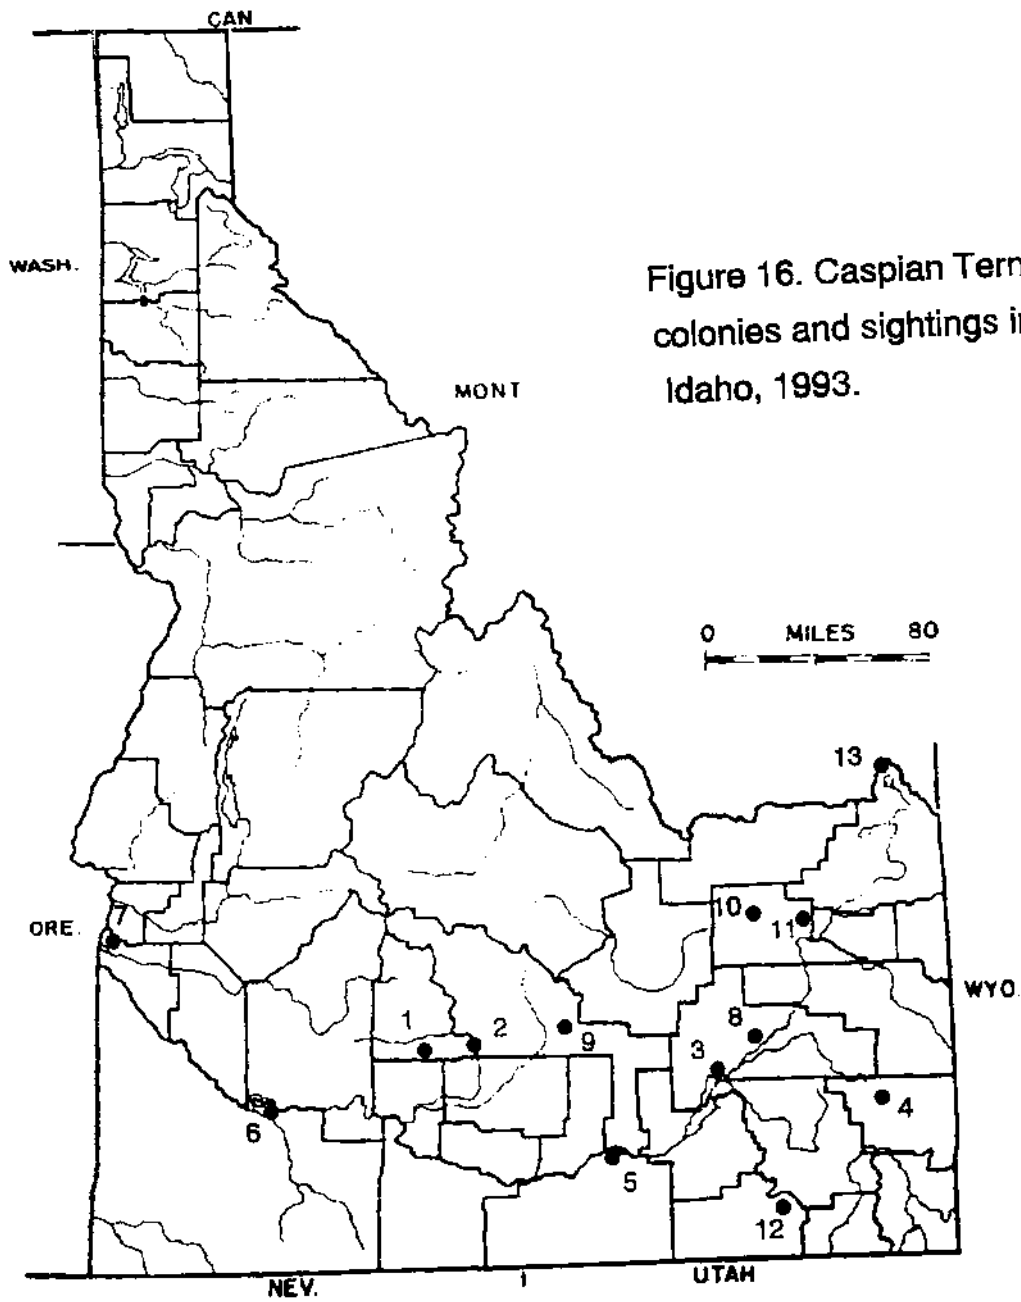 CAN
WASH.
Figure 16. Caspian Tern
colonies and sightings in
Idaho, 1993.
MONT
0 MILES 80
13
10
11
7
ORE.
WYO.
1
2
9
8
3
4
6
5
12
NEV.
UTAH